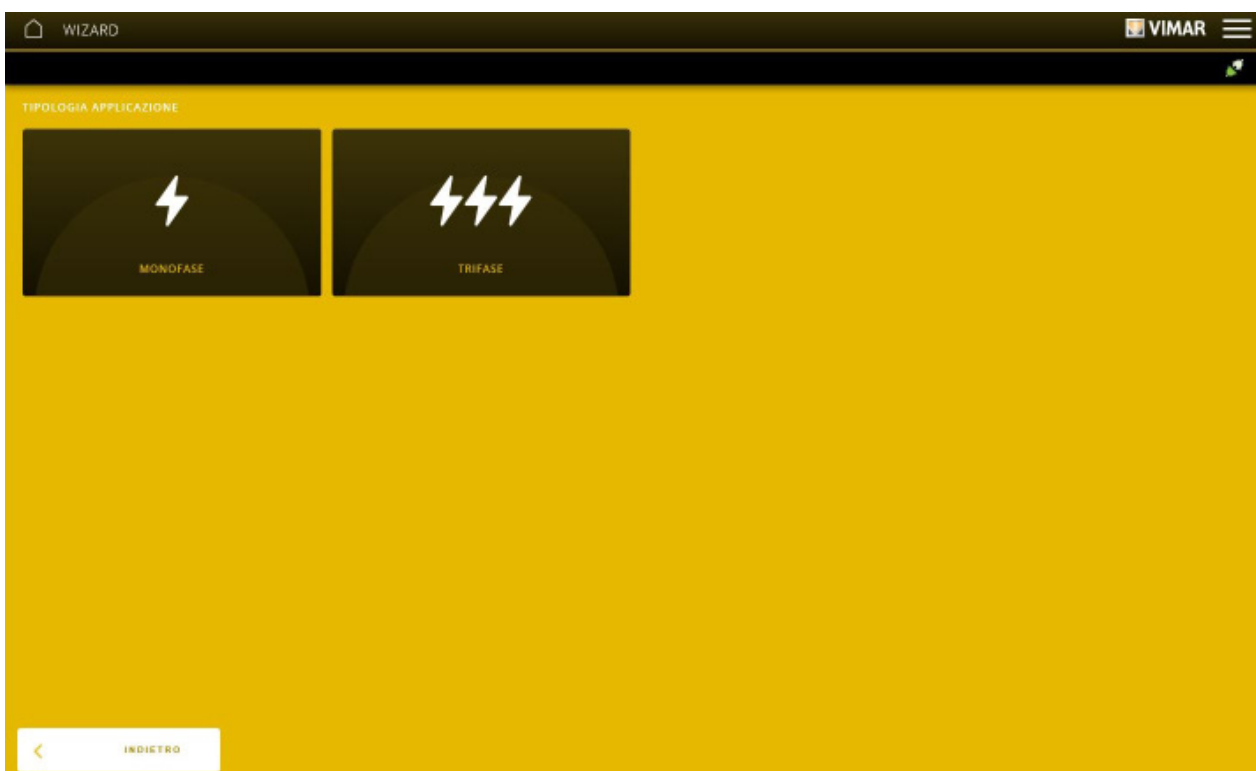 WIZARD
VIMAR
TIPOLOGIA APPLICAZIONE
MONOFASE
TRIFASE
INDIETRO